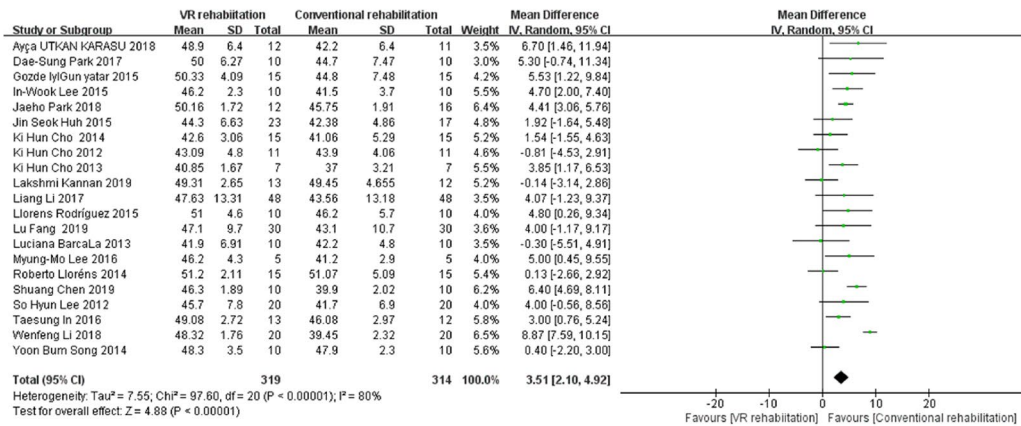 VR rehabiitation Conventional rehabilitation Mean Difference Mean Difference
Study or Subgroup Mean SD Total Mean SD Total Weight IV, Random, 95% CI IV, Random, 95% CI
Ayça UTKAN KARASU 2018 48.9 6.4 12 42.2 6.4 11 3.5% 6.70 [1.46, 11.94]
Dae-Sung Park 2017 50 6.27 10 44.7 7.47 10 3.0% 5.30 [-0.74, 11.34]
Gozde IylGun yatar 2015 50.33 4.09 15 44.8 7.48 15 4.1% 5.53 [1.22, 9.84]
In-Wook Lee 2015 46.2 2.3 10 41.5 3.7 10 5.6% 4.70 [2.00, 7.40]
Jaeho Park 2018 50.16 1.72 12 45.75 1.91 16 6.7% 4.41 [3.06, 5.76]
Jin Seok Huh 2015 44.3 6.63 23 42.38 4.86 17 4.8% 1.92 [-1.64, 5.48]
Ki Hun Cho 2014 42.6 3.06 15 41.06 5.29 15 5.2% 1.54 [-1.55, 4.63]
Ki Hun Cho 2012 43.09 4.8 11 43.9 4.06 11 4.6% -0.81 [-4.53, 2.91]
Ki Hun Cho 2013 40.85 1.67 7 37 3.21 7 5.6% 3.85 [1.17, 6.53]
Lakshmi Kannan 2019 49.31 2.65 13 49.45 4.655 12 5.2% -0.14 [-3.14, 2.86]
Liang Li 2017 47.63 13.31 48 43.56 13.18 48 3.4% 4.07 [-1.23, 9.37]
Llorens Rodríguez 2015 51 4.6 10 46.2 5.7 10 4.0% 4.80 [0.26, 9.34]
Lu Fang 2019 47.1 9.7 30 43.1 10.7 30 3.5% 4.00 [-1.17, 9.17]
Luciana BarcaLa 2013 41.9 6.91 10 42.2 4.8 10 3.5% -0.30 [-5.51, 4.91]
Myung-Mo Lee 2016 46.2 4.3 5 41.2 2.9 5 4.0% 5.00 [0.45, 9.55]
Roberto Lloréns 2014 51.2 2.11 15 51.07 5.09 15 5.5% 0.13 [-2.66, 2.92]
Shuang Chen 2019 46.3 1.89 10 39.9 2.02 10 6.4% 6.40 [4.69, 8.11]
So Hyun Lee 2012 45.7 7.8 20 41.7 6.9 20 3.9% 4.00 [-0.56, 8.56]
Taesung In 2016 49.08 2.72 13 46.08 2.97 12 6.0% 3.00 [0.76, 5.24]
Wenfeng Li 2018 48.32 1.76 20 39.45 2.32 20 6.7% 8.87 [7.59, 10.15]
Yoon Bum Song 2014 48.3 3.5 10 47.9 2.3 10 5.6% 0.40 [-2.20, 3.00]
Total (95% CI) 319 314 100.0% 3.51 [2.10, 4.92]
Heterogeneity: Tau² = 7.55; Chi² = 97.60, df = 20 (P < 0.00001); I² = 80%
Test for overall effect: Z = 4.88 (P < 0.00001)
-20 -10 0 10 20
Favours [VR rehabiitation] Favours [Conventional rehabilitation]